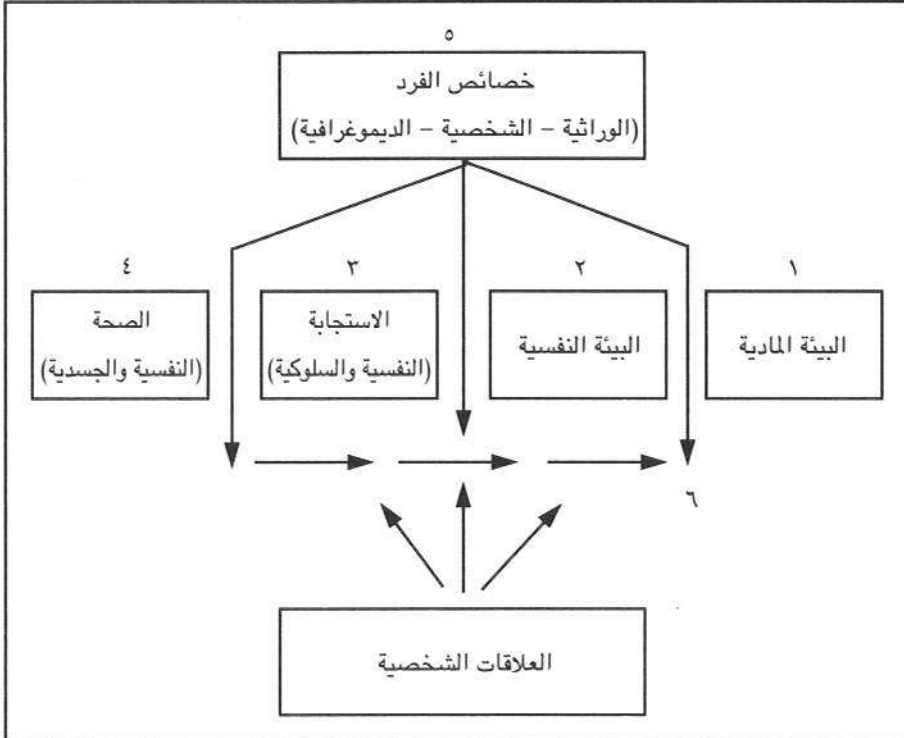 ٥
خصائص الفرد
(الوراثية – الشخصية – الديموغرافية)
١
البيئة المادية
٢
البيئة النفسية
٣
الاستجابة
(النفسية والسلوكية)
٤
الصحة
(النفسية والجسدية)
٦
العلاقات الشخصية